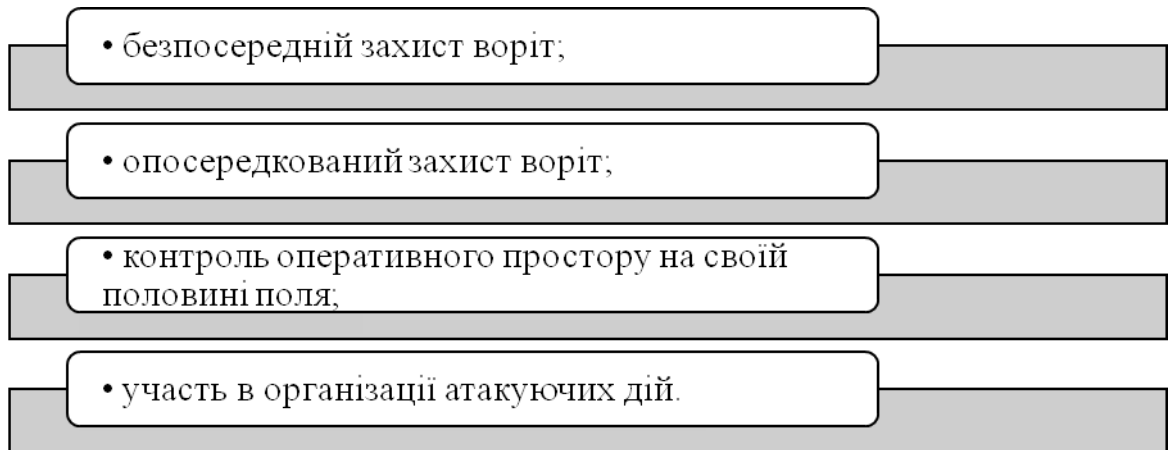 • безпосередній захист воріт;
• опосередкований захист воріт;
• контроль оперативного простору на своїй
половині поля;
• участь в організації атакуючих дій.